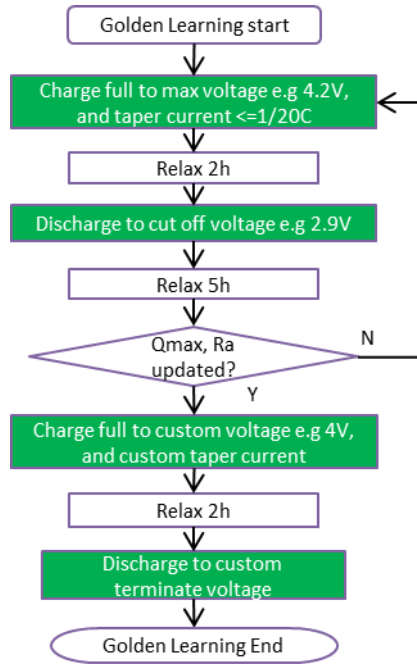 Golden Learning start
Charge full to max voltage e.g 4.2V,
and taper current <=1/20C
Relax 2h
Discharge to cut off voltage e.g 2.9V
Relax 5h
Qmax, Ra
updated?
N
Y
Charge full to custom voltage e.g 4V,
and custom taper current
Relax 2h
Discharge to custom
terminate voltage
Golden Learning End